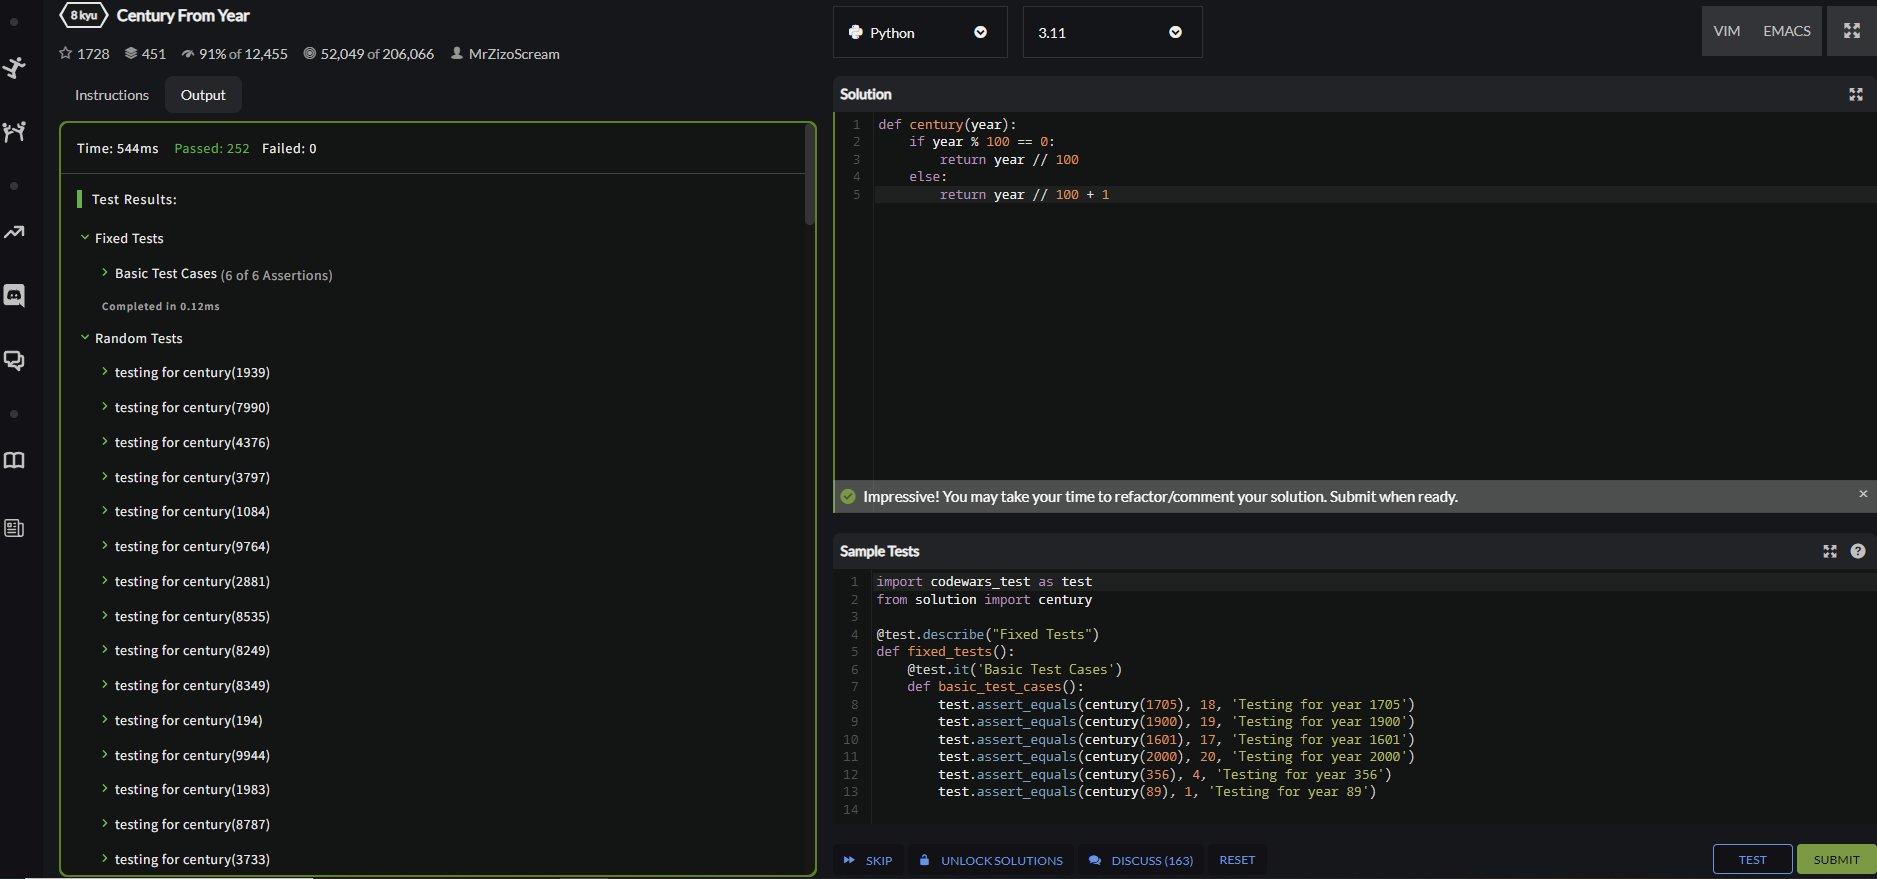 8 kyu Century From Year
1728 451 91% of 12,455 52,049 of 206,066 MrZizoScream
Instructions Output
Time: 544ms Passed: 252 Failed: 0
Test Results:
Fixed Tests
Basic Test Cases (6 of 6 Assertions)
Completed in 0.12ms
Random Tests
testing for century(1939)
testing for century(7990)
testing for century(4376)
testing for century(3797)
testing for century(1084)
testing for century(9764)
testing for century(2881)
testing for century(8535)
testing for century(8249)
testing for century(8349)
testing for century(194)
testing for century(9944)
testing for century(1983)
testing for century(8787)
testing for century(3733)
Python 3.11 VIM EMACS
Solution
1 def century(year):
2     if year % 100 == 0:
3         return year // 100
4     else:
5         return year // 100 + 1
Impressive! You may take your time to refactor/comment your solution. Submit when ready. ×
Sample Tests ?
1 import codewars_test as test
2 from solution import century
3
4 @test.describe("Fixed Tests")
5 def fixed_tests():
6     @test.it('Basic Test Cases')
7     def basic_test_cases():
8         test.assert_equals(century(1705), 18, 'Testing for year 1705')
9         test.assert_equals(century(1900), 19, 'Testing for year 1900')
10         test.assert_equals(century(1601), 17, 'Testing for year 1601')
11         test.assert_equals(century(2000), 20, 'Testing for year 2000')
12         test.assert_equals(century(356), 4, 'Testing for year 356')
13         test.assert_equals(century(89), 1, 'Testing for year 89')
14
SKIP UNLOCK SOLUTIONS DISCUSS (163) RESET TEST SUBMIT